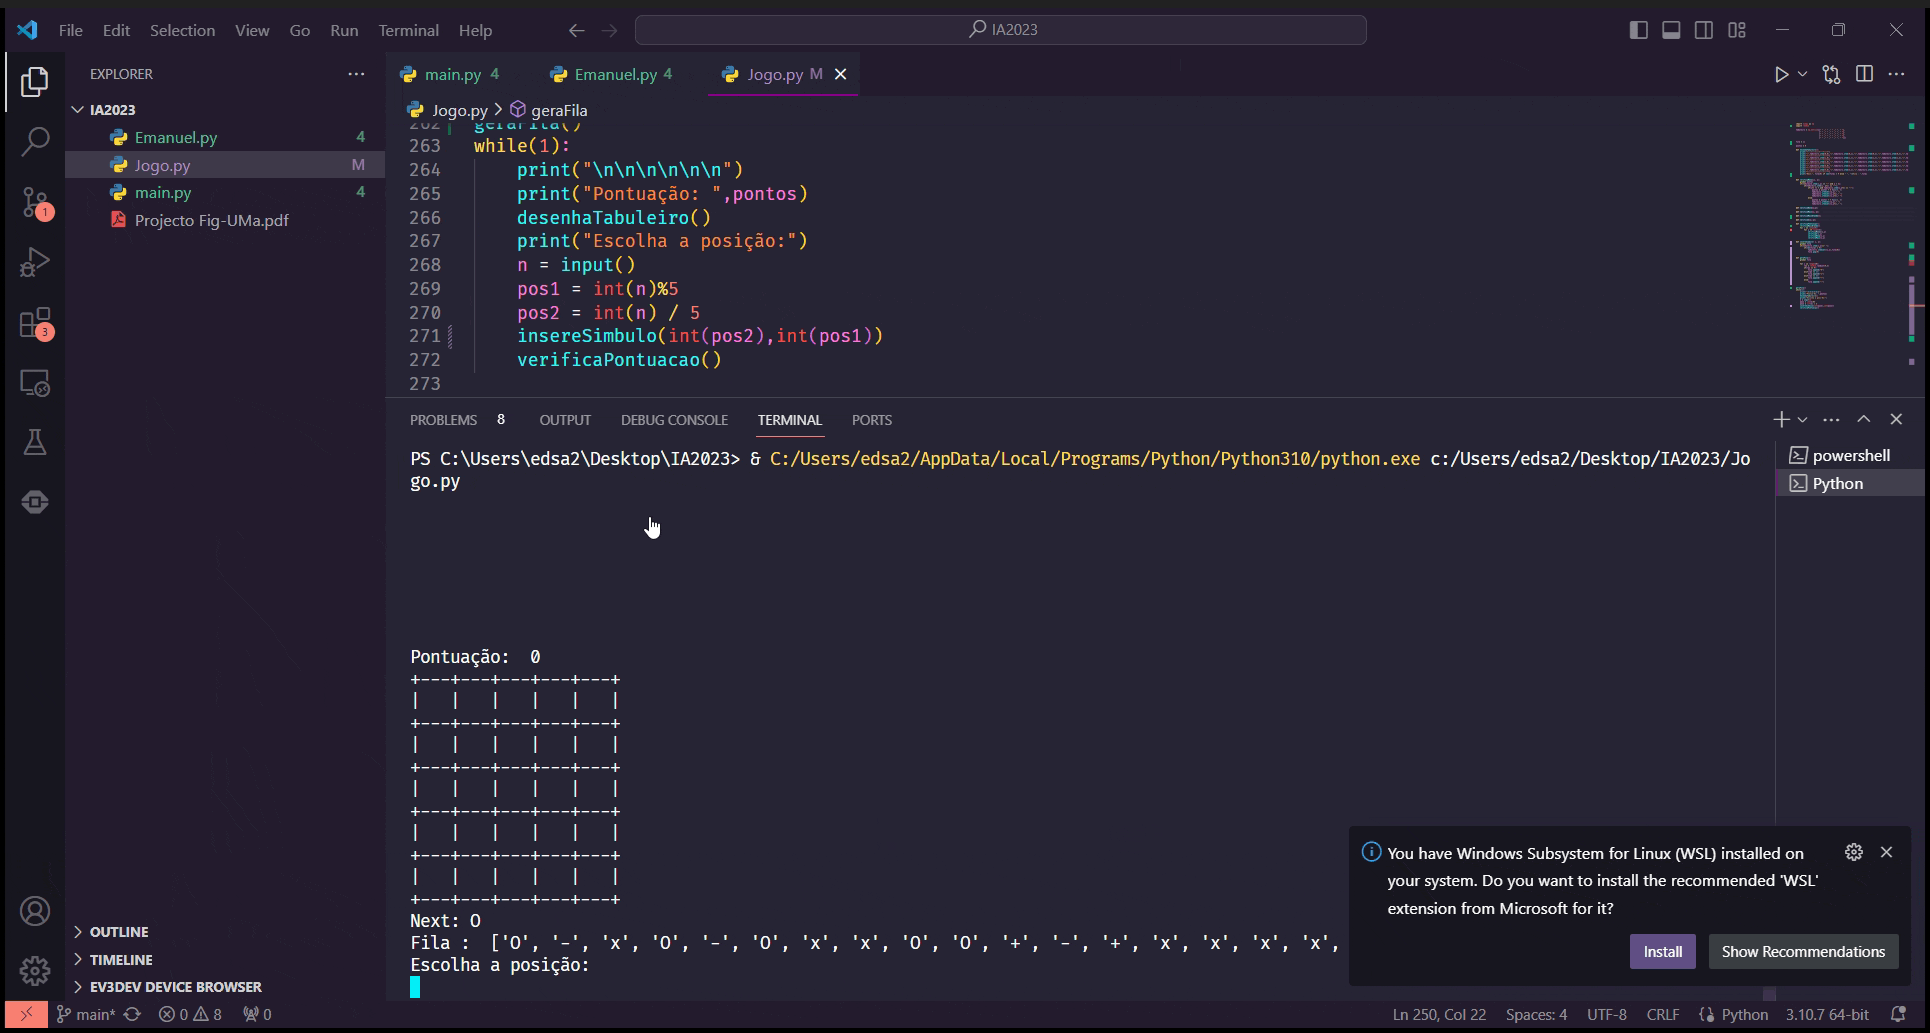 File Edit Selection View Go Run Terminal Help
IA2023
EXPLORER
IA2023
Emanuel.py 4
Jogo.py M
main.py 4
Projecto Fig-UMa.pdf
1
3
OUTLINE
TIMELINE
EV3DEV DEVICE BROWSER
main.py 4 Emanuel.py 4 Jogo.py M
Jogo.py > geraFila
262 geraFila()
263 while(1):
264 print("\n\n\n\n\n\n")
265 print("Pontuação: ",pontos)
266 desenhaTabuleiro()
267 print("Escolha a posição:")
268 n = input()
269 pos1 = int(n)%5
270 pos2 = int(n) / 5
271 insereSimbulo(int(pos2),int(pos1))
272 verificaPontuacao()
273
PROBLEMS 8 OUTPUT DEBUG CONSOLE TERMINAL PORTS
PS C:\Users\edsa2\Desktop\IA2023> & C:/Users/edsa2/AppData/Local/Programs/Python/Python310/python.exe c:/Users/edsa2/Desktop/IA2023/Jo
go.py
powershell
Python
Pontuação:  0
+---+---+---+---+---+
|   |   |   |   |   |
+---+---+---+---+---+
|   |   |   |   |   |
+---+---+---+---+---+
|   |   |   |   |   |
+---+---+---+---+---+
|   |   |   |   |   |
+---+---+---+---+---+
|   |   |   |   |   |
+---+---+---+---+---+
Next: O
Fila :  ['O', '-', 'x', 'O', '-', 'O', 'x', 'x', 'O', 'O', '+', '-', '+', 'x', 'x', 'x', 'x',
Escolha a posição:
You have Windows Subsystem for Linux (WSL) installed on
your system. Do you want to install the recommended 'WSL'
extension from Microsoft for it?
Install Show Recommendations
main* 0 8 0
Ln 250, Col 22 Spaces: 4 UTF-8 CRLF Python 3.10.7 64-bit